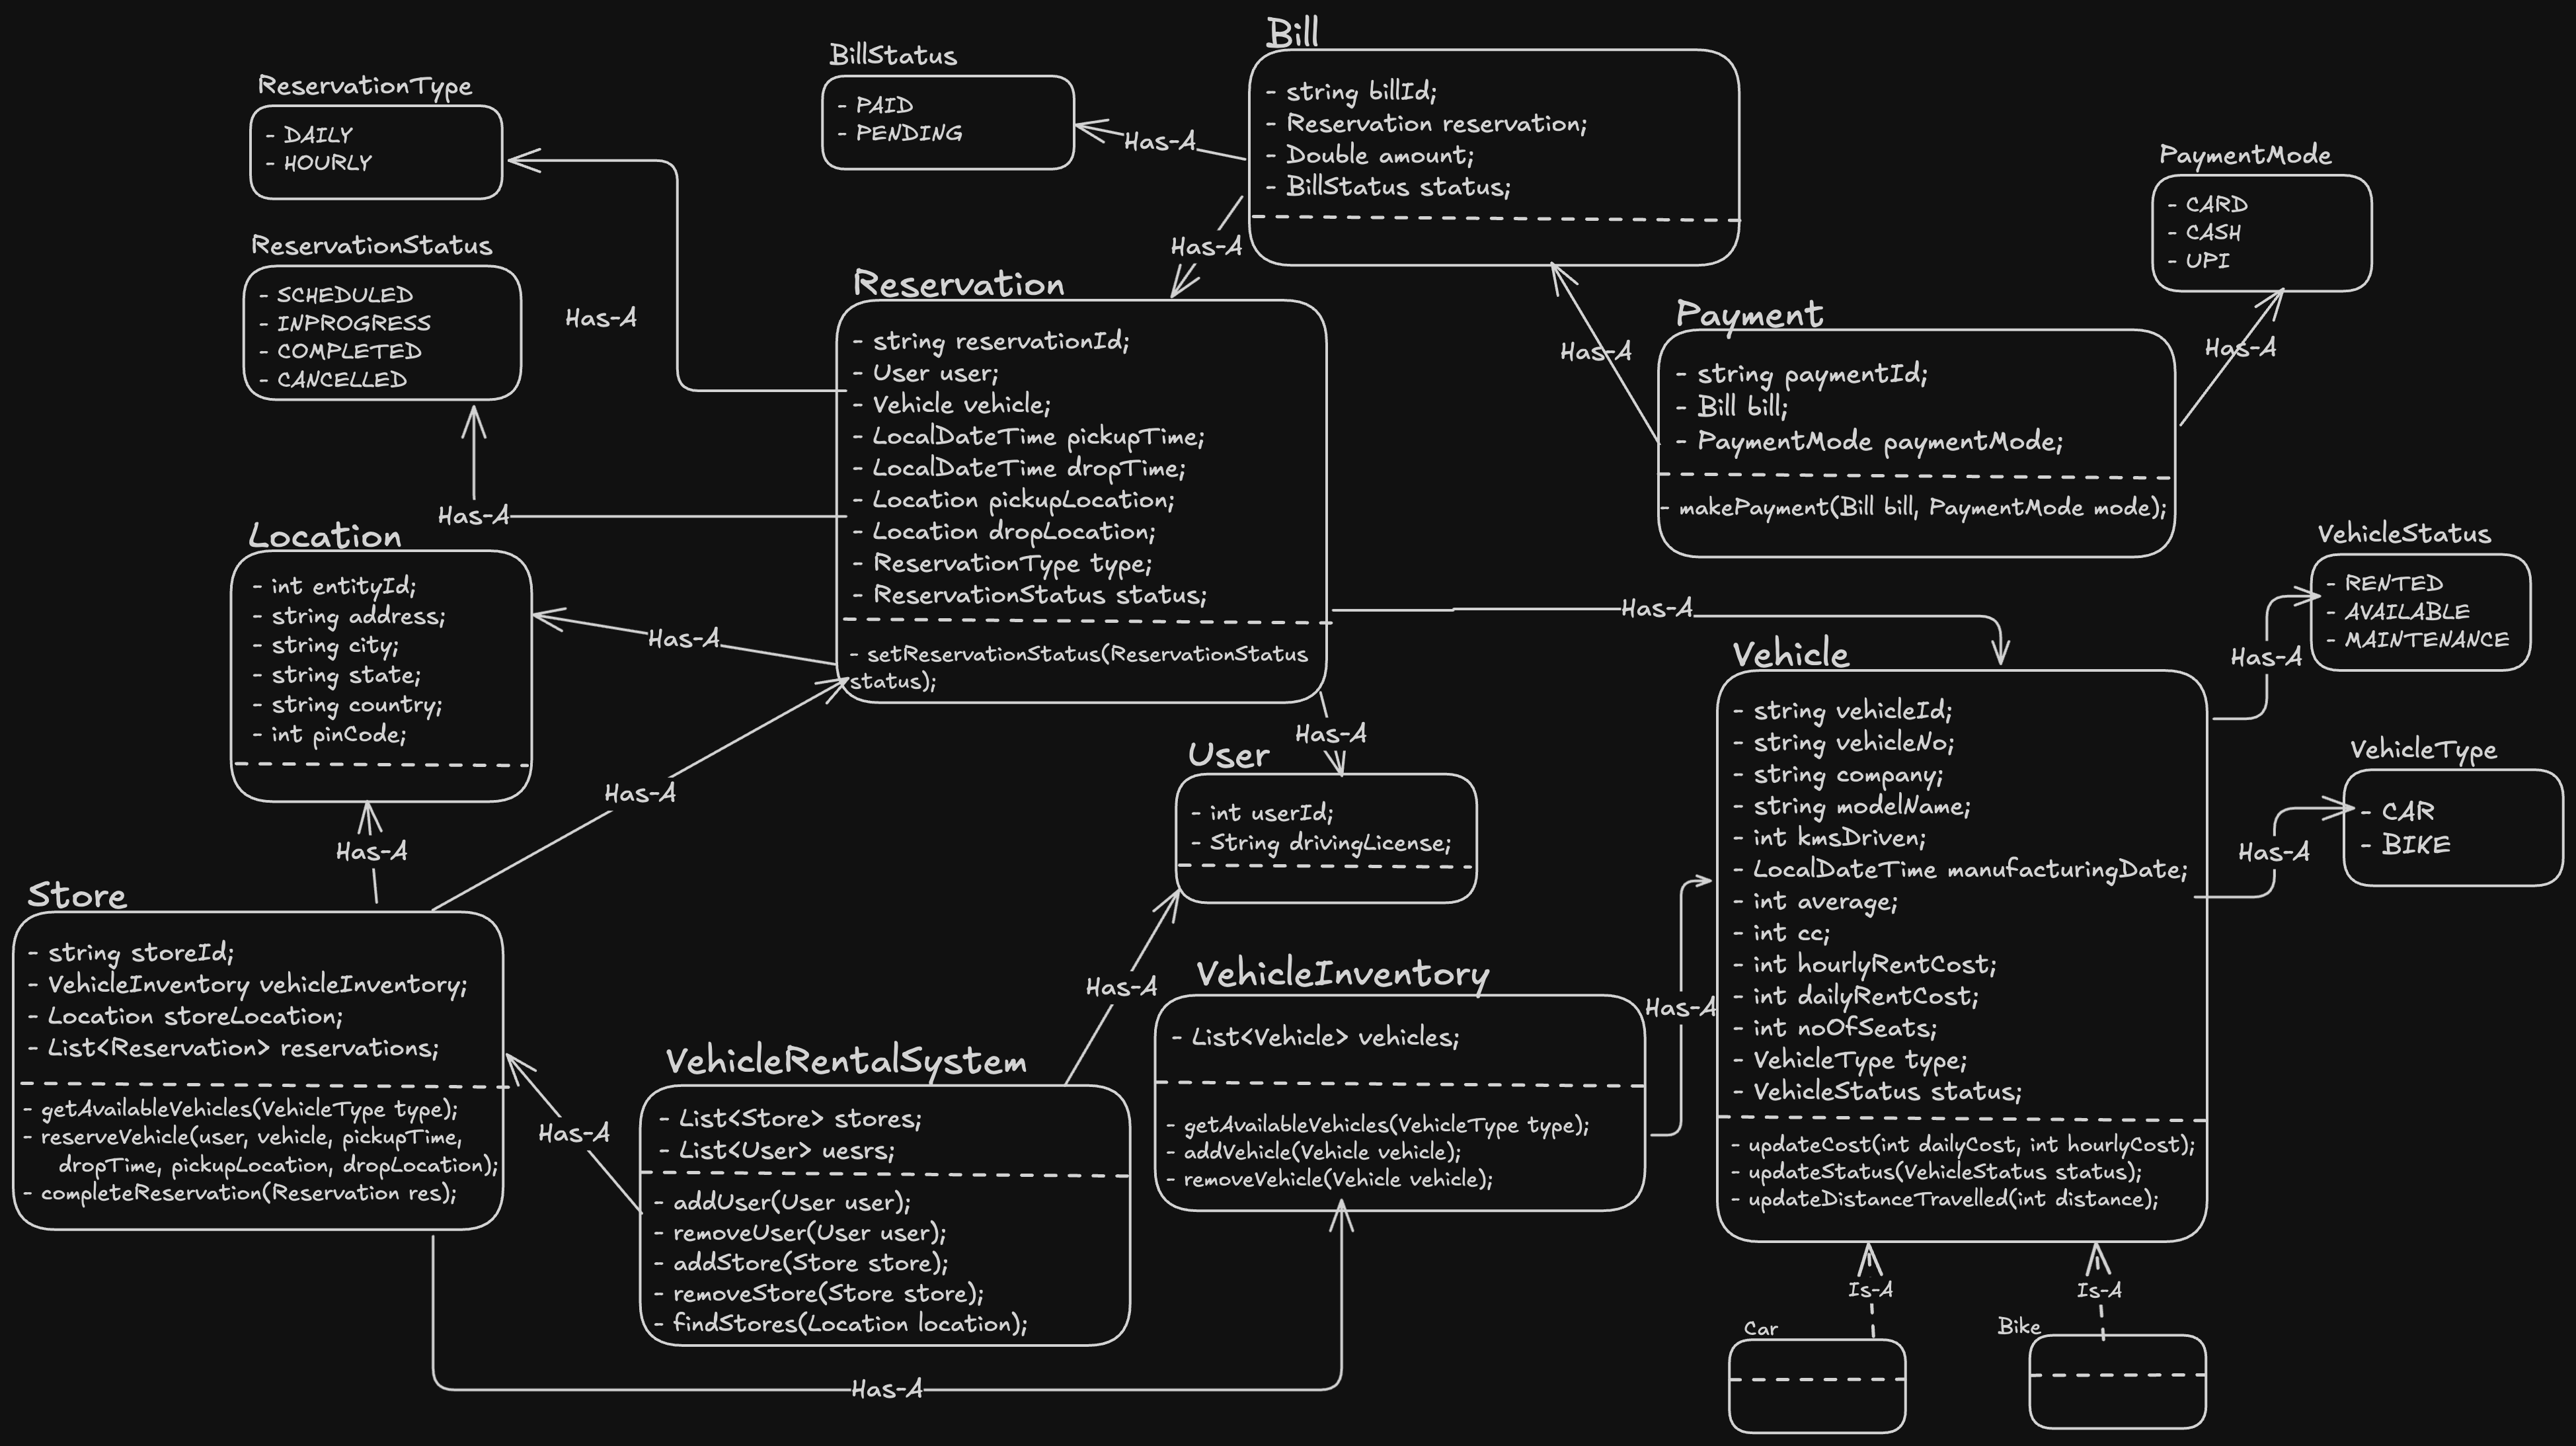 Bill
- string billId;
- Reservation reservation;
- Double amount;
- BillStatus status;
BillStatus
- PAID
- PENDING
Has-A
ReservationType
- DAILY
- HOURLY
ReservationStatus
- SCHEDULED
- INPROGRESS
- COMPLETED
- CANCELLED
Has-A
Has-A
Has-A
Reservation
- string reservationId;
- User user;
- Vehicle vehicle;
- LocalDateTime pickupTime;
- LocalDateTime dropTime;
- Location pickupLocation;
- Location dropLocation;
- ReservationType type;
- ReservationStatus status;
- setReservationStatus(ReservationStatus
status);
PaymentMode
- CARD
- CASH
- UPI
Payment
- string paymentId;
- Bill bill;
- PaymentMode paymentMode;
- makePayment(Bill bill, PaymentMode mode);
Has-A
Has-A
Location
- int entityId;
- string address;
- string city;
- string state;
- string country;
- int pinCode;
Has-A
Has-A
Has-A
Has-A
Has-A
VehicleStatus
- RENTED
- AVAILABLE
- MAINTENANCE
Has-A
VehicleType
- CAR
- BIKE
Has-A
Vehicle
- string vehicleId;
- string vehicleNo;
- string company;
- string modelName;
- int kmsDriven;
- LocalDateTime manufacturingDate;
- int average;
- int cc;
- int hourlyRentCost;
- int dailyRentCost;
- int noOfSeats;
- VehicleType type;
- VehicleStatus status;
- updateCost(int dailyCost, int hourlyCost);
- updateStatus(VehicleStatus status);
- updateDistanceTravelled(int distance);
User
- int userId;
- String drivingLicense;
Store
- string storeId;
- VehicleInventory vehicleInventory;
- Location storeLocation;
- List<Reservation> reservations;
- getAvailableVehicles(VehicleType type);
- reserveVehicle(user, vehicle, pickupTime,
dropTime, pickupLocation, dropLocation);
- completeReservation(Reservation res);
Has-A
VehicleRentalSystem
- List<Store> stores;
- List<User> uesrs;
- addUser(User user);
- removeUser(User user);
- addStore(Store store);
- removeStore(Store store);
- findStores(Location location);
Has-A
VehicleInventory
- List<Vehicle> vehicles;
- getAvailableVehicles(VehicleType type);
- addVehicle(Vehicle vehicle);
- removeVehicle(Vehicle vehicle);
Has-A
Has-A
Is-A
Is-A
Car
Bike